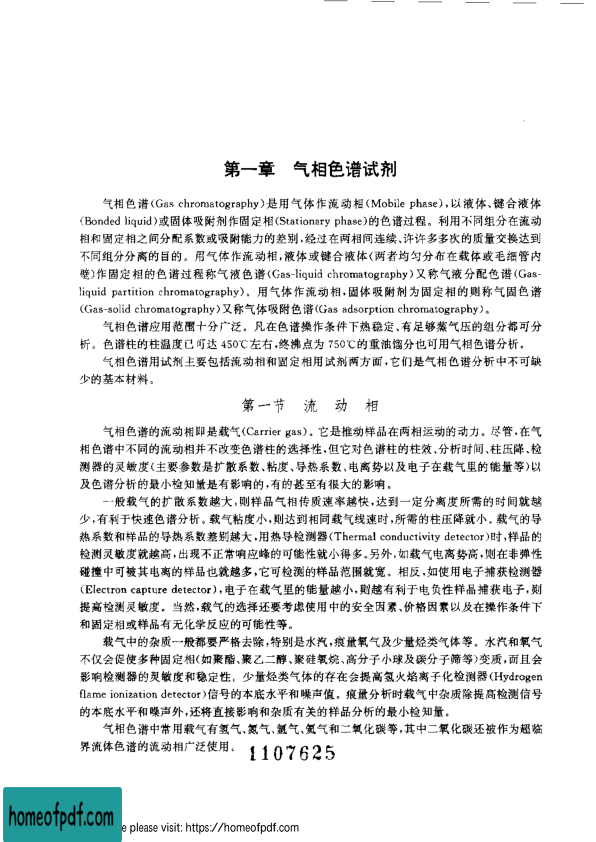 第一章 气相色谱试剂
气相色谱(Gas chromatography)是用气体作流动相(Mobile phase),以液体、键合液体
(Bonded liquid)或固体吸附剂作固定相(Stationary phase)的色谱过程。利用不同组分在流动
相和固定相之间分配系数或吸附能力的差别,经过在两相间连续、许许多多次的质量交换达到
不同组分分离的目的。用气体作流动相,液体或键合液体(两者均匀分布在载体或毛细管内
壁)作固定相的色谱过程称气液色谱(Gas-liquid chromatography)又称气液分配色谱(Gas-
liquid partition chromatography)。用气体作流动相,固体吸附剂为固定相的则称气固色谱
(Gas-solid chromatography)又称气体吸附色谱(Gas adsorption chromatography)。
气相色谱应用范围十分广泛。凡在色谱操作条件下热稳定、有足够蒸气压的组分都可分
析。色谱柱的柱温度已可达 450℃左右,终沸点为 750℃的重油馏分也可用气相色谱分析。
气相色谱用试剂主要包括流动相和固定相用试剂两方面,它们是气相色谱分析中不可缺
少的基本材料。
第一节 流动相
气相色谱的流动相即是载气(Carrier gas)。它是推动样品在两相运动的动力。尽管,在气
相色谱中不同的流动相并不改变色谱柱的选择性,但它对色谱柱的柱效、分析时间、柱压降、检
测器的灵敏度(主要参数是扩散系数、粘度、导热系数、电离势以及电子在载气里的能量等)以
及色谱分析的最小检知量是有影响的,有的甚至有很大的影响。
一般载气的扩散系数越大,则样品气相传质速率越快,达到一定分离度所需的时间就越
少,有利于快速色谱分析。载气粘度小,则达到相同载气线速时,所需的柱压降就小。载气的导
热系数和样品的导热系数差别越大,用热导检测器(Thermal conductivity detector)时,样品的
检测灵敏度就越高,出现不正常响应峰的可能性就小得多。另外,如载气电离势高,则在非弹性
碰撞中可被其电离的样品也就越多,它可检测的样品范围就宽。相反,如使用电子捕获检测器
(Electron capture detector),电子在载气里的能量越小,则越有利于电负性样品捕获电子,则
提高检测灵敏度。当然,载气的选择还要考虑使用中的安全因素、价格因素以及在操作条件下
和固定相或样品有无化学反应的可能性等。
载气中的杂质一般都要严格去除,特别是水汽,痕量氧气及少量烃类气体等。水汽和氧气
不仅会促使多种固定相(如聚酯、聚乙二醇、聚硅氧烷、高分子小球及碳分子筛等)变质,而且会
影响检测器的灵敏度和稳定性。少量烃类气体的存在会提高氢火焰离子化检测器(Hydrogen
flame ionization detector)信号的本底水平和噪声值。痕量分析时载气中杂质除提高检测信号
的本底水平和噪声外,还将直接影响和杂质有关的样品分析的最小检知量。
气相色谱中常用载气有氢气、氮气、氩气、氦气和二氧化碳等,其中二氧化碳还被作为超临
界流体色谱的流动相广泛使用。
1107625
homeofpdf.com
e please visit: https://homeofpdf.com